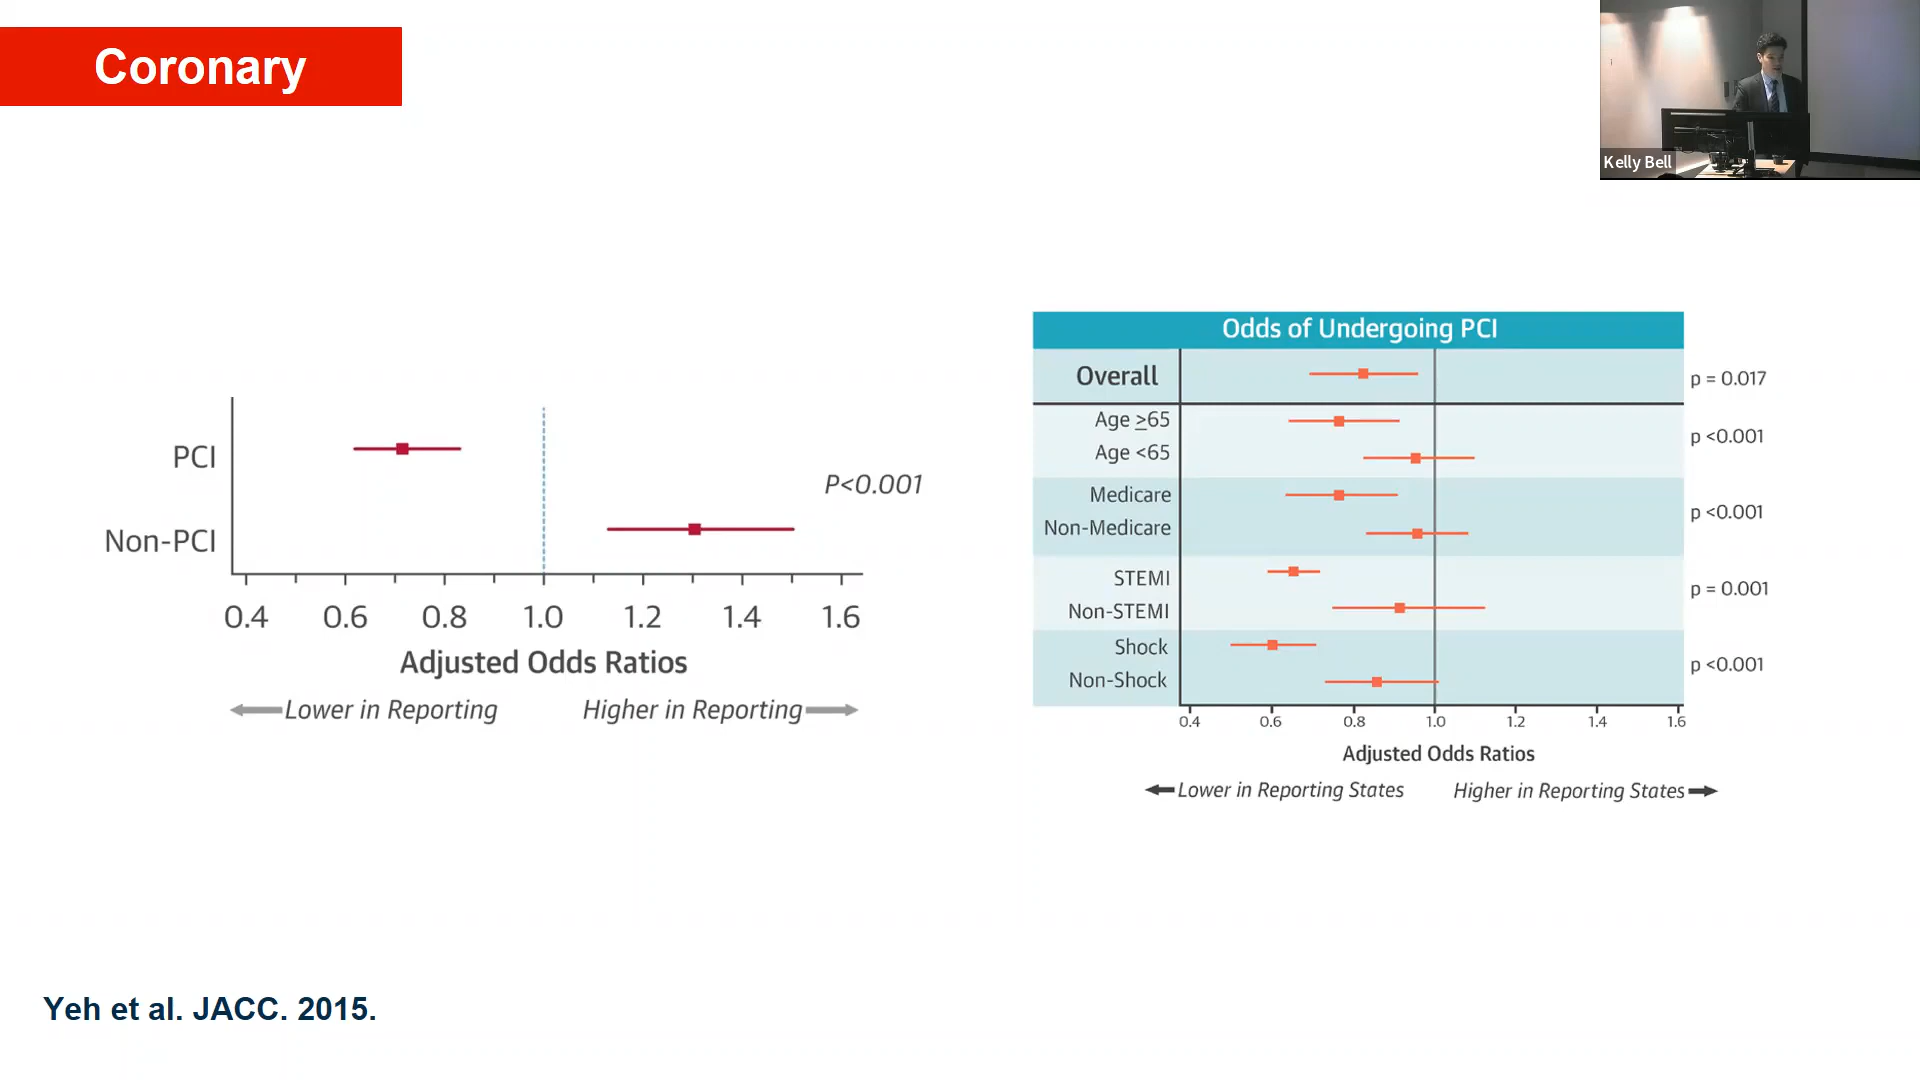 Coronary
Kelly Bell
PCI
Non-PCI
P<0.001
0.4 0.6 0.8 1.0 1.2 1.4 1.6
Adjusted Odds Ratios
Lower in Reporting Higher in Reporting
Odds of Undergoing PCI
Overall
p = 0.017
Age ≥65
Age <65
p <0.001
Medicare
Non-Medicare
p <0.001
STEMI
Non-STEMI
p = 0.001
Shock
Non-Shock
p <0.001
0.4 0.6 0.8 1.0 1.2 1.4 1.6
Adjusted Odds Ratios
Lower in Reporting States Higher in Reporting States
Yeh et al. JACC. 2015.